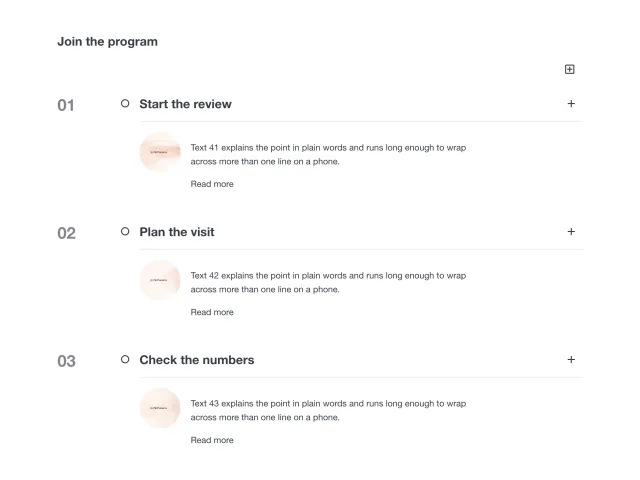 Join the program
01
Start the review
Text 41 explains the point in plain words and runs long enough to wrap
across more than one line on a phone.
Read more
02
Plan the visit
Text 42 explains the point in plain words and runs long enough to wrap
across more than one line on a phone.
Read more
03
Check the numbers
Text 43 explains the point in plain words and runs long enough to wrap
across more than one line on a phone.
Read more